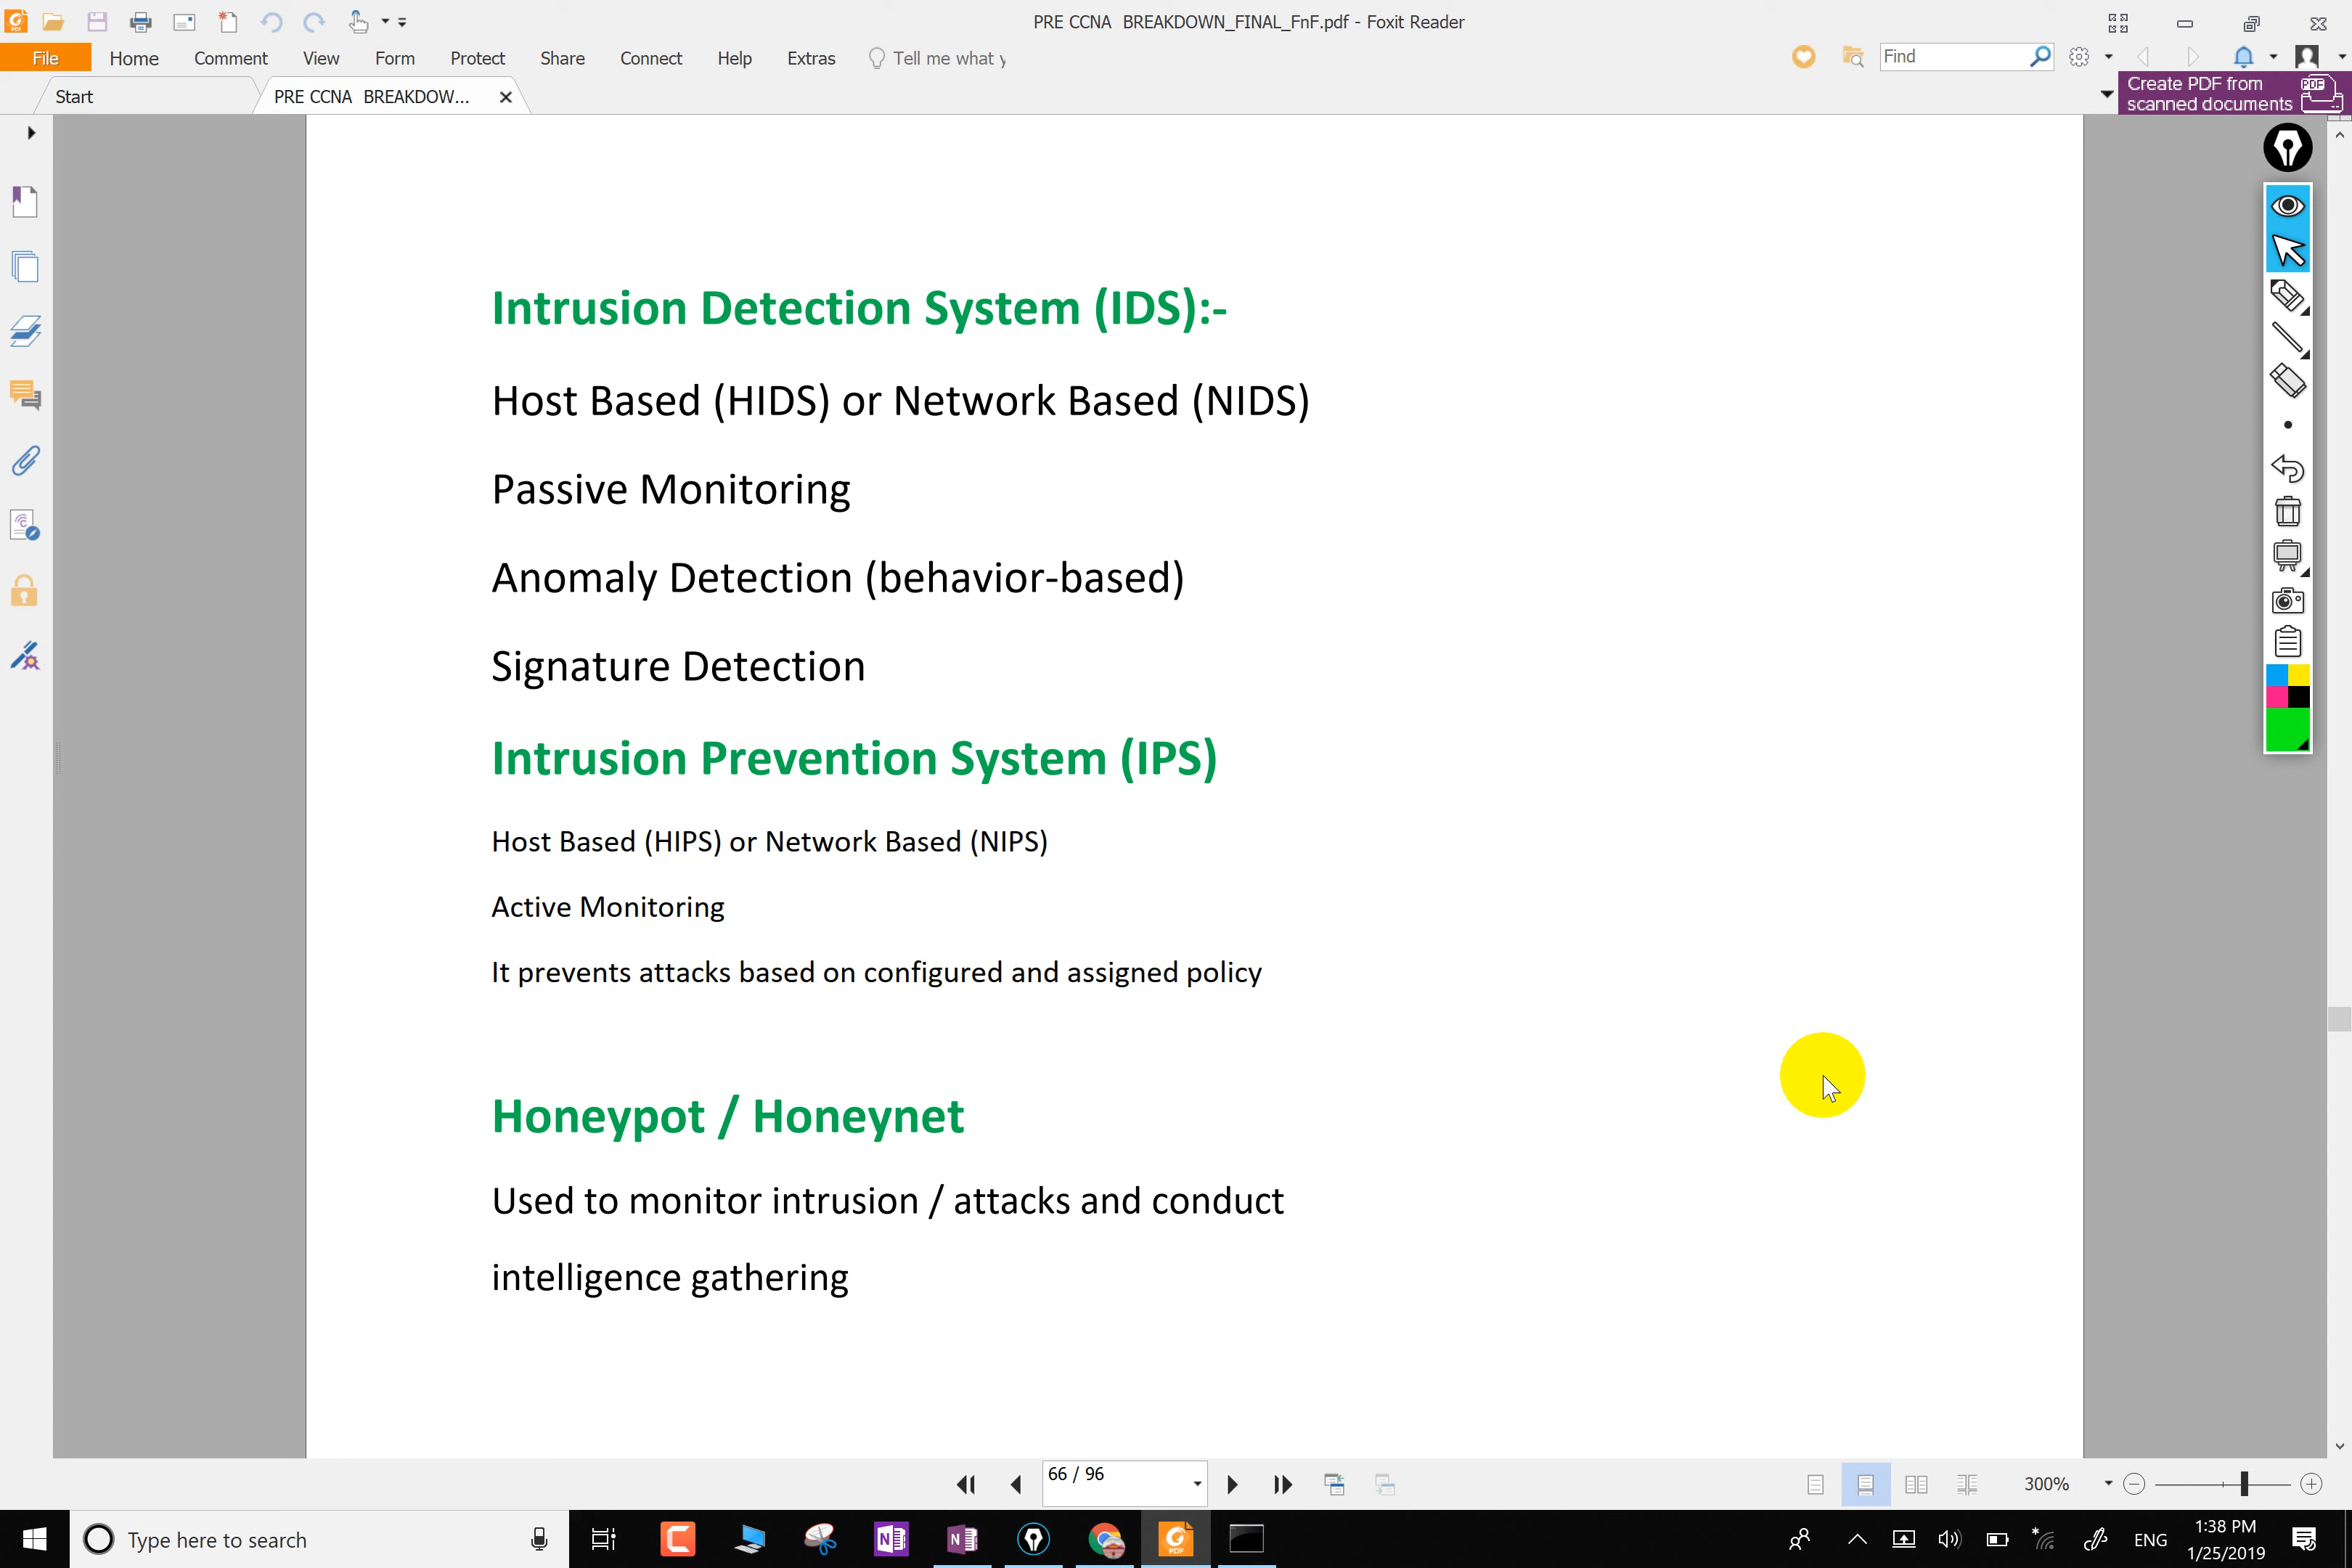 PRE CCNA BREAKDOWN_FINAL_FnF.pdf - Foxit Reader
File Home Comment View Form Protect Share Connect Help Extras Tell me what y
Find
Start
PRE CCNA BREAKDOW...
Create PDF from
scanned documents
PDF
Intrusion Detection System (IDS):-
Host Based (HIDS) or Network Based (NIDS)
Passive Monitoring
Anomaly Detection (behavior-based)
Signature Detection
Intrusion Prevention System (IPS)
Host Based (HIPS) or Network Based (NIPS)
Active Monitoring
It prevents attacks based on configured and assigned policy
Honeypot / Honeynet
Used to monitor intrusion / attacks and conduct
intelligence gathering
66 / 96
300%
Type here to search
ENG
1:38 PM
1/25/2019